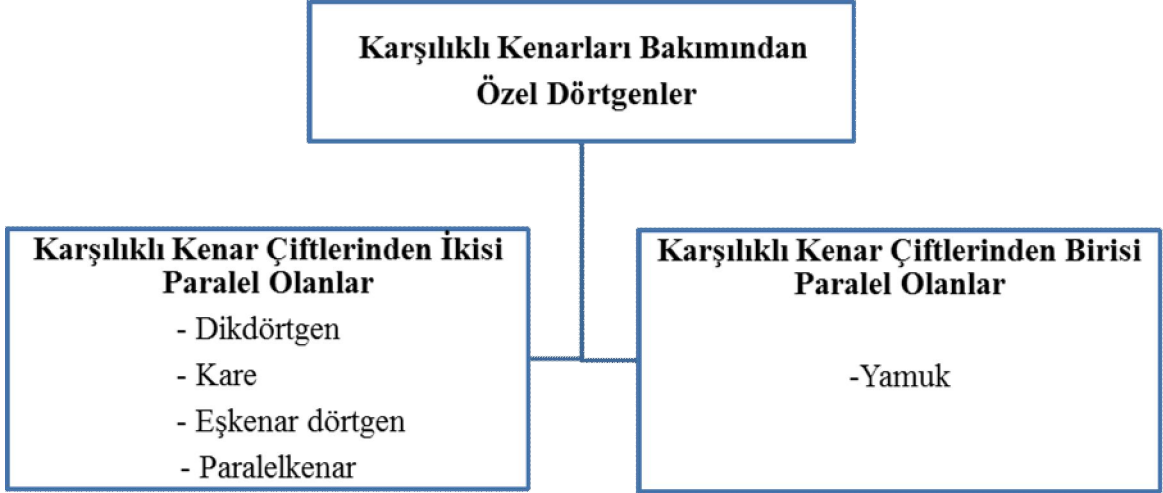 Karşılıklı Kenarları Bakımından
Özel Dörtgenler
Karşılıklı Kenar Çiftlerinden İkisi
Paralel Olanlar
- Dikdörtgen
- Kare
- Eşkenar dörtgen
- Paralelkenar
Karşılıklı Kenar Çiftlerinden Birisi
Paralel Olanlar
-Yamuk